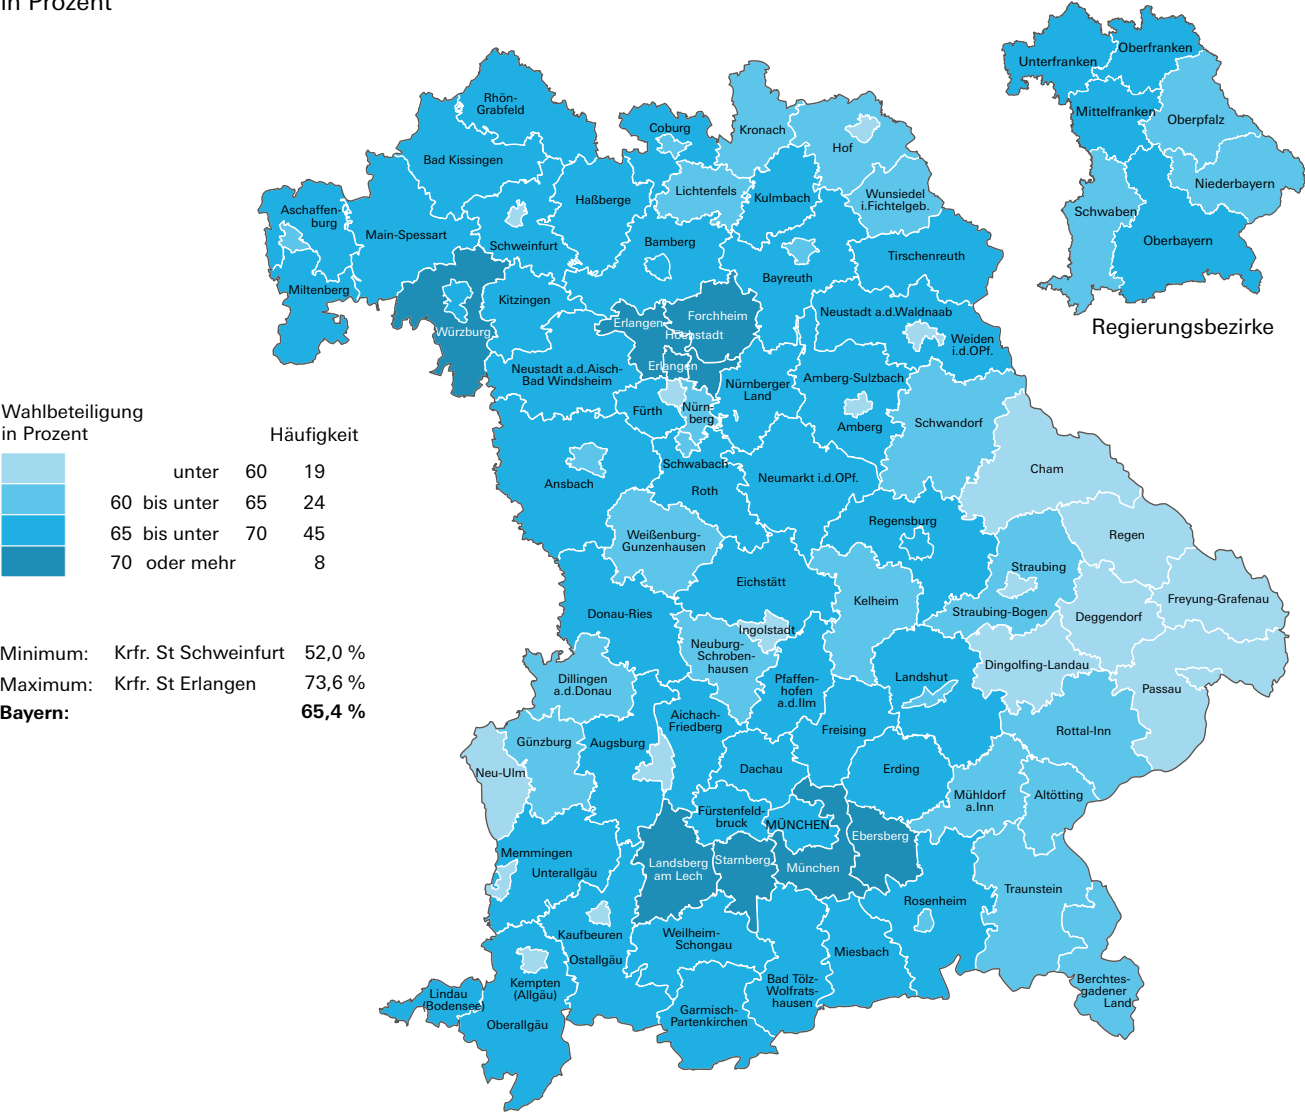 in Prozent
Rhön-
Grabfeld
Bad Kissingen
Coburg
Kronach
Hof
Aschaffen-
burg
Main-Spessart
Schweinfurt
Haßberge
Lichtenfels
Kulmbach
Wunsiedel
i.Fichtelgeb.
Miltenberg
Würzburg
Kitzingen
Bamberg
Bayreuth
Tirschenreuth
Erlangen-
Höchstadt
Forchheim
Erlangen
Neustadt a.d.Waldnaab
Weiden
i.d.OPf.
Neustadt a.d.Aisch-
Bad Windsheim
Fürth
Nürn-
berg
Nürnberger
Land
Amberg-Sulzbach
Amberg
Schwandorf
Cham
Ansbach
Schwabach
Roth
Neumarkt i.d.OPf.
Weißenburg-
Gunzenhausen
Regensburg
Regen
Straubing
Straubing-Bogen
Deggendorf
Freyung-Grafenau
Donau-Ries
Eichstätt
Kelheim
Ingolstadt
Neuburg-
Schroben-
hausen
Pfaffen-
hofen
a.d.Ilm
Landshut
Dingolfing-Landau
Passau
Dillingen
a.d.Donau
Aichach-
Friedberg
Freising
Rottal-Inn
Günzburg
Augsburg
Neu-Ulm
Dachau
Erding
Mühldorf
a.Inn
Altötting
Fürstenfeld-
bruck
MÜNCHEN
Ebersberg
Memmingen
Unterallgäu
Landsberg
am Lech
Starnberg
München
Rosenheim
Traunstein
Kaufbeuren
Ostallgäu
Weilheim-
Schongau
Miesbach
Bad Tölz-
Wolfrats-
hausen
Berchtes-
gadener
Land
Kempten
(Allgäu)
Lindau
(Bodensee)
Oberallgäu
Garmisch-
Partenkirchen
Unterfranken
Oberfranken
Mittelfranken
Oberpfalz
Niederbayern
Schwaben
Oberbayern
Regierungsbezirke
Wahlbeteiligung
in Prozent Häufigkeit
unter 60 19
60 bis unter 65 24
65 bis unter 70 45
70 oder mehr 8
Minimum: Krfr. St Schweinfurt 52,0 %
Maximum: Krfr. St Erlangen 73,6 %
Bayern: 65,4 %